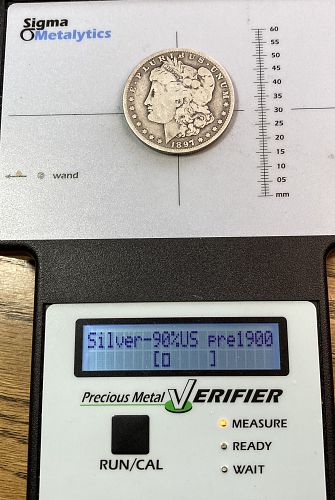 Sigma
Metalytics
E·PLURIBUS·UNUM
1897
60
55
50
45
40
35
30
25
20
15
10
05
mm
wand
Silver-90%US pre1900
[o    ]
Precious Metal VERIFIER
RUN/CAL
MEASURE
READY
WAIT